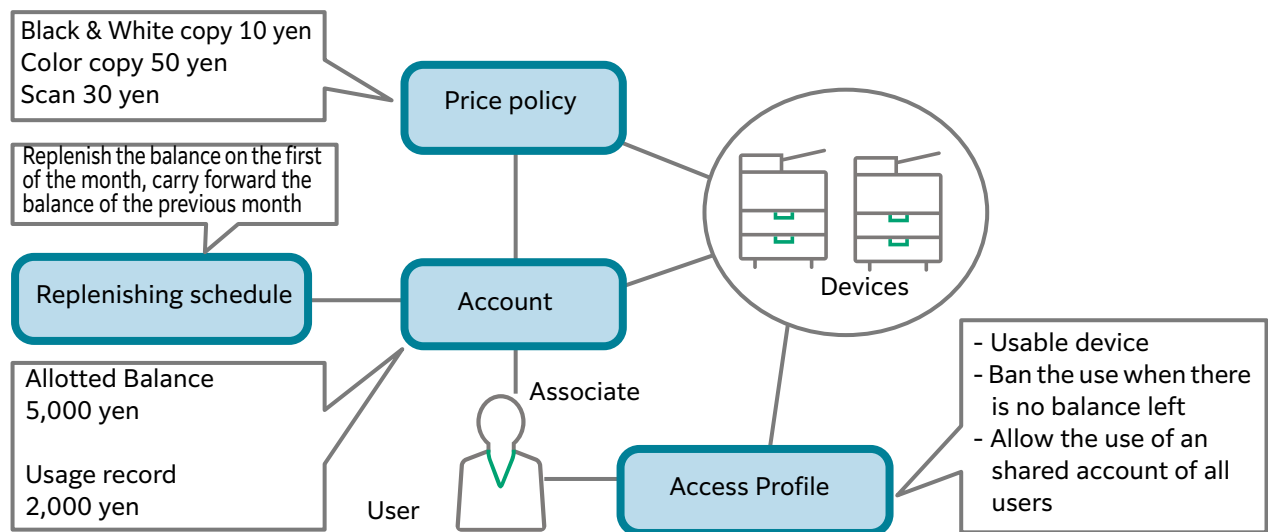 Black & White copy 10 yen
Color copy 50 yen
Scan 30 yen
Price policy
Replenish the balance on the first
of the month, carry forward the
balance of the previous month
Replenishing schedule
Account
Devices
Allotted Balance
5,000 yen
Usage record
2,000 yen
Associate
User
Access Profile
- Usable device
- Ban the use when there
is no balance left
- Allow the use of an
shared account of all
users